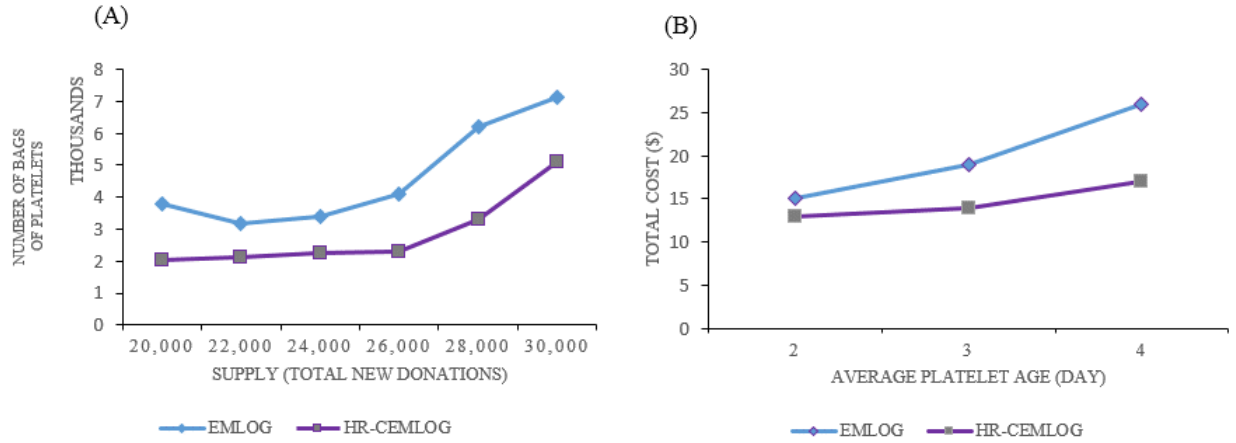 (A)
NUMBER OF BAGS
OF PLATELETS
THOUSANDS
8
7
6
5
4
3
2
1
0
20,000 22,000 24,000 26,000 28,000 30,000
SUPPLY (TOTAL NEW DONATIONS)
EMLOG HR-CEMLOG
(B)
TOTAL COST ($)
30
25
20
15
10
5
0
2 3 4
AVERAGE PLATELET AGE (DAY)
EMLOG HR-CEMLOG